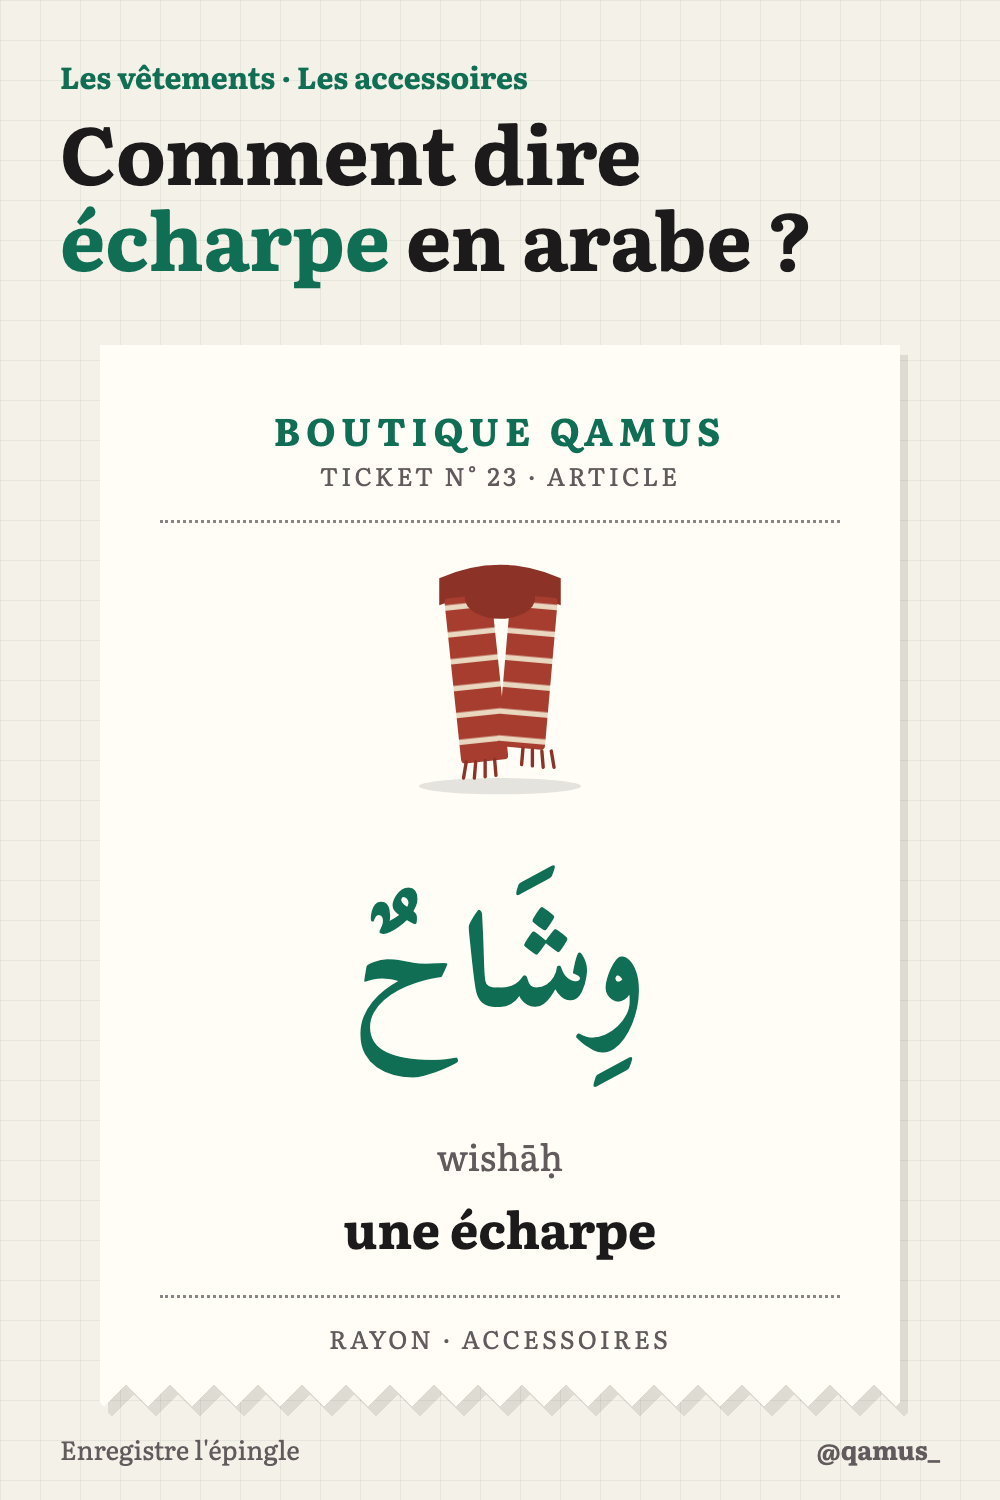 Les vêtements · Les accessoires
Comment dire
écharpe en arabe ?
BOUTIQUE QAMUS
TICKET N° 23 · ARTICLE
وِشَاحٌ
wishāḥ
une écharpe
RAYON · ACCESSOIRES
Enregistre l'épingle
@qamus_